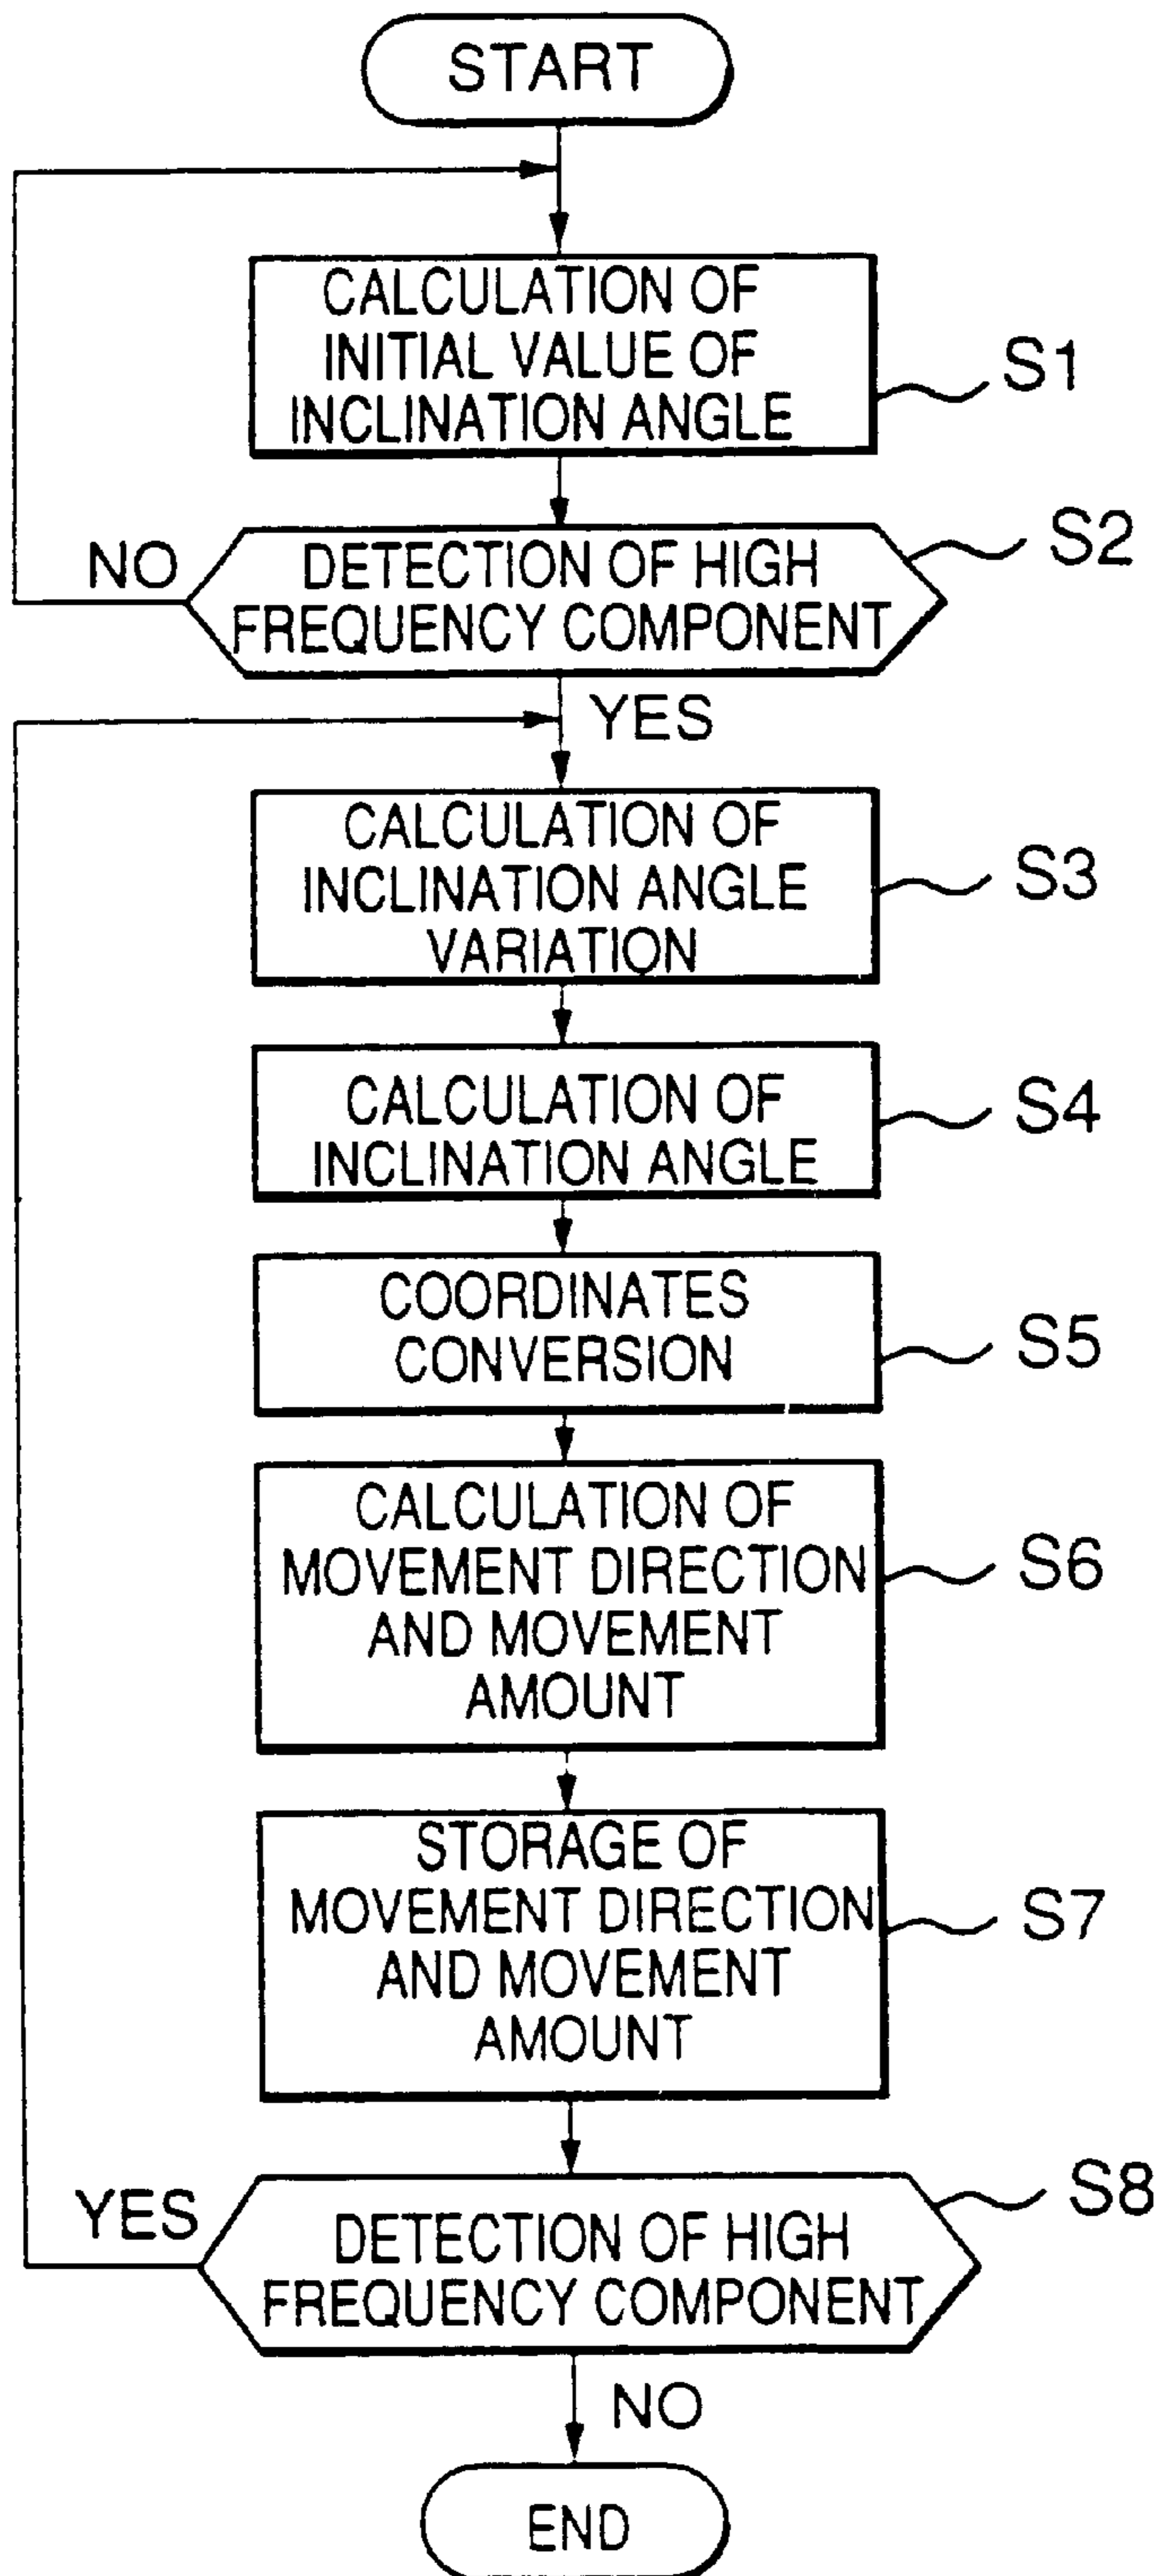 START
CALCULATION OF
INITIAL VALUE OF
INCLINATION ANGLE
S1
NO
DETECTION OF HIGH
FREQUENCY COMPONENT
S2
YES
CALCULATION OF
INCLINATION ANGLE
VARIATION
S3
CALCULATION OF
INCLINATION ANGLE
S4
COORDINATES
CONVERSION
S5
CALCULATION OF
MOVEMENT DIRECTION
AND MOVEMENT
AMOUNT
S6
STORAGE OF
MOVEMENT DIRECTION
AND MOVEMENT
AMOUNT
S7
YES
DETECTION OF HIGH
FREQUENCY COMPONENT
S8
NO
END